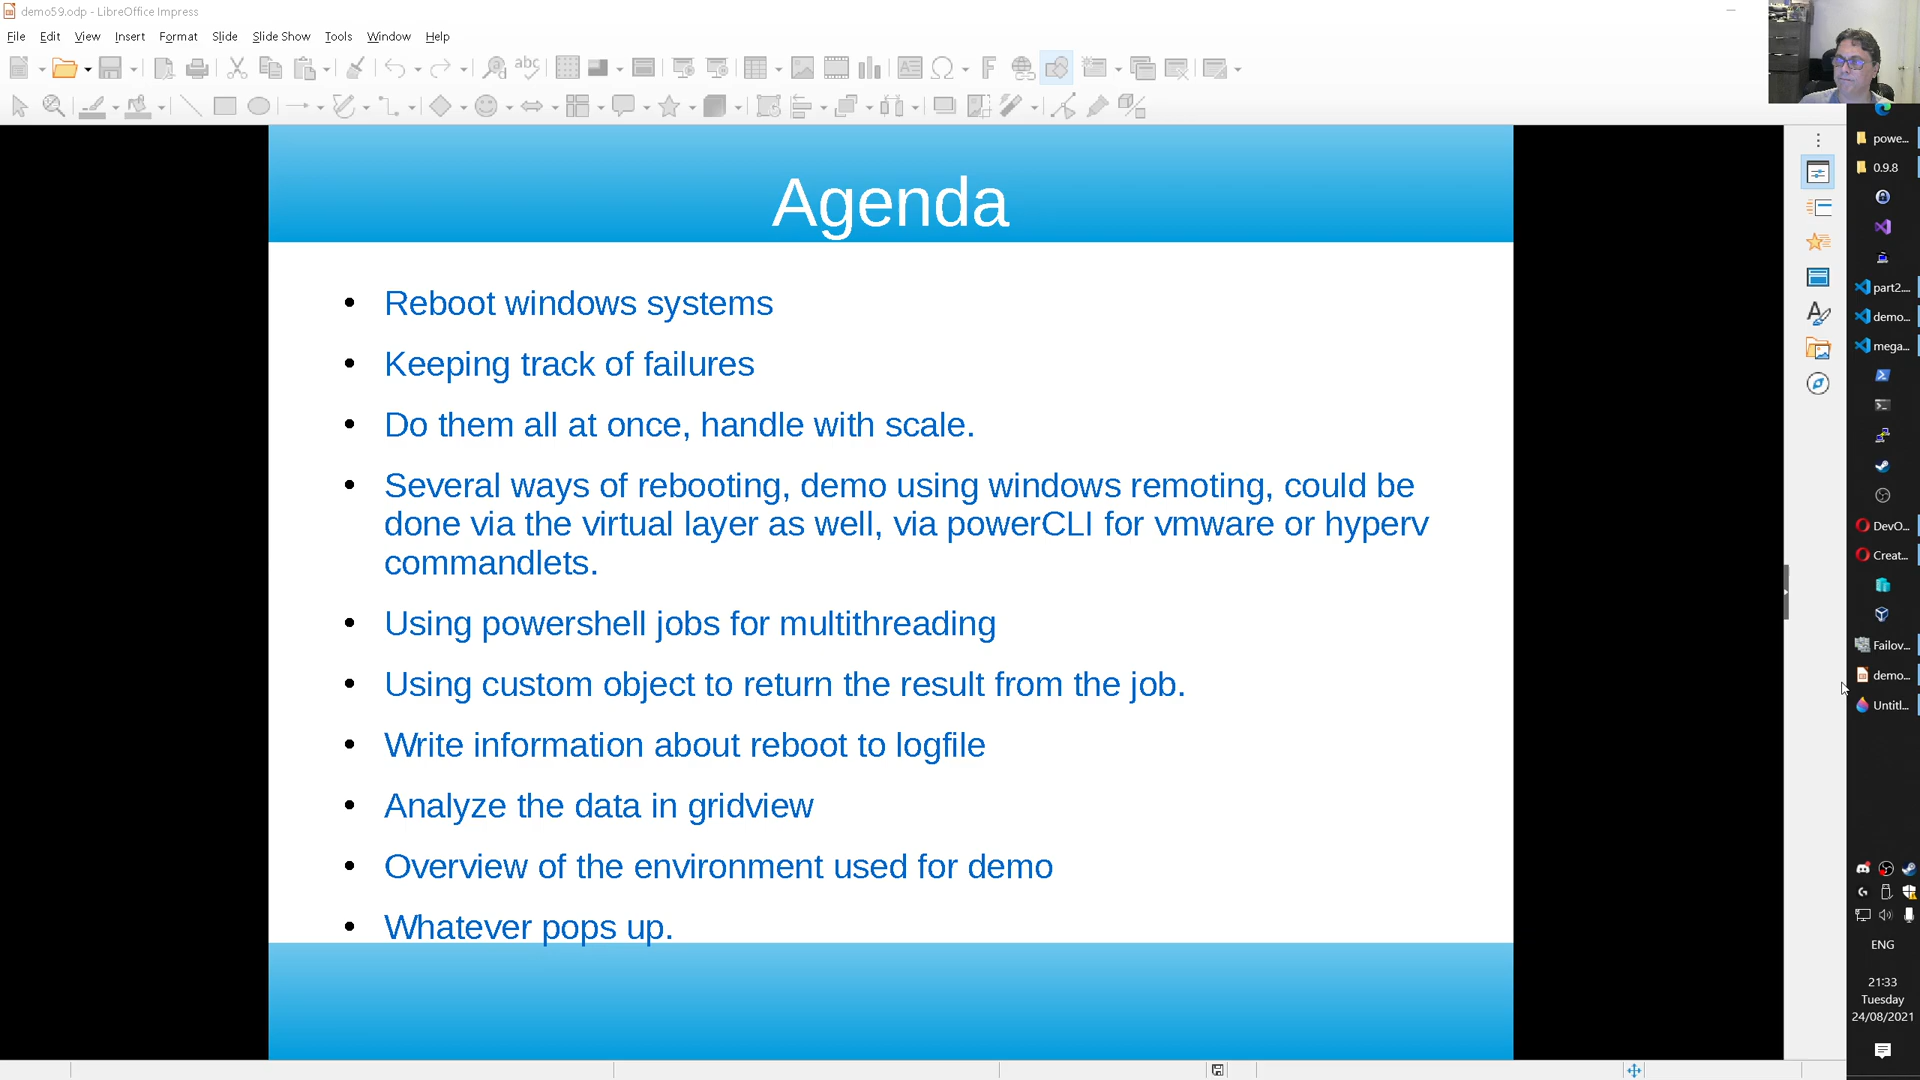 demo59.odp - LibreOffice Impress
File Edit View Insert Format Slide Slide Show Tools Window Help
Agenda
• Reboot windows systems
• Keeping track of failures
• Do them all at once, handle with scale.
• Several ways of rebooting, demo using windows remoting, could be
done via the virtual layer as well, via powerCLI for vmware or hyperv
commandlets.
• Using powershell jobs for multithreading
• Using custom object to return the result from the job.
• Write information about reboot to logfile
• Analyze the data in gridview
• Overview of the environment used for demo
• Whatever pops up.
powe...
0.9.8
part2....
demo...
mega...
DevO...
Creat...
Failov...
demo...
Untitl...
ENG
21:33
Tuesday
24/08/2021